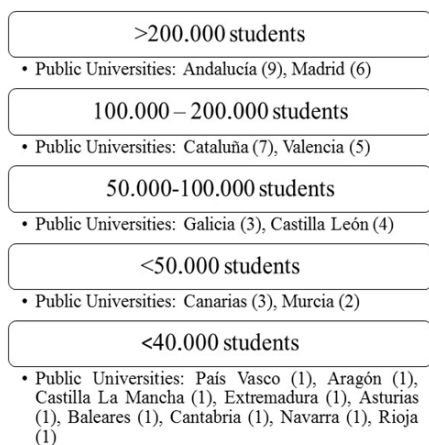 >200.000 students
• Public Universities: Andalucía (9), Madrid (6)
100.000 – 200.000 students
• Public Universities: Cataluña (7), Valencia (5)
50.000-100.000 students
• Public Universities: Galicia (3), Castilla León (4)
<50.000 students
• Public Universities: Canarias (3), Murcia (2)
<40.000 students
• Public Universities: País Vasco (1), Aragón (1),
Castilla La Mancha (1), Extremadura (1), Asturias
(1), Baleares (1), Cantabria (1), Navarra (1), Rioja
(1)